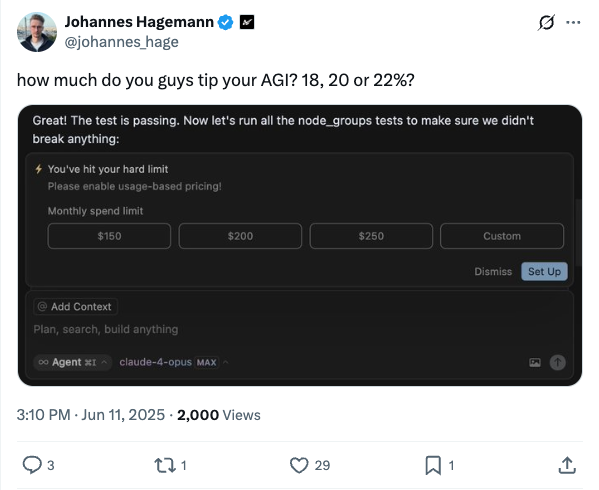 Johannes Hagemann
@johannes_hage
how much do you guys tip your AGI? 18, 20 or 22%?
Great! The test is passing. Now let's run all the node_groups tests to make sure we didn't
break anything:
You've hit your hard limit
Please enable usage-based pricing!
Monthly spend limit
$150 $200 $250 Custom
Dismiss Set Up
@ Add Context
Plan, search, build anything
∞ Agent ⌘I claude-4-opus MAX
3:10 PM · Jun 11, 2025 · 2,000 Views
3 1 29 1